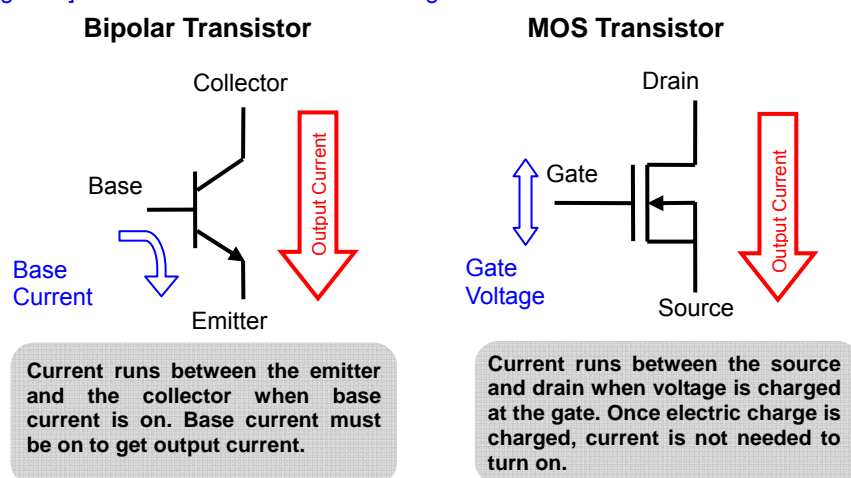 Bipolar Transistor
Collector
Base
Output Current
Base
Current
Emitter
Current runs between the emitter
and the collector when base
current is on. Base current must
be on to get output current.
MOS Transistor
Drain
Gate
Output Current
Gate
Voltage
Source
Current runs between the source
and drain when voltage is charged
at the gate. Once electric charge is
charged, current is not needed to
turn on.